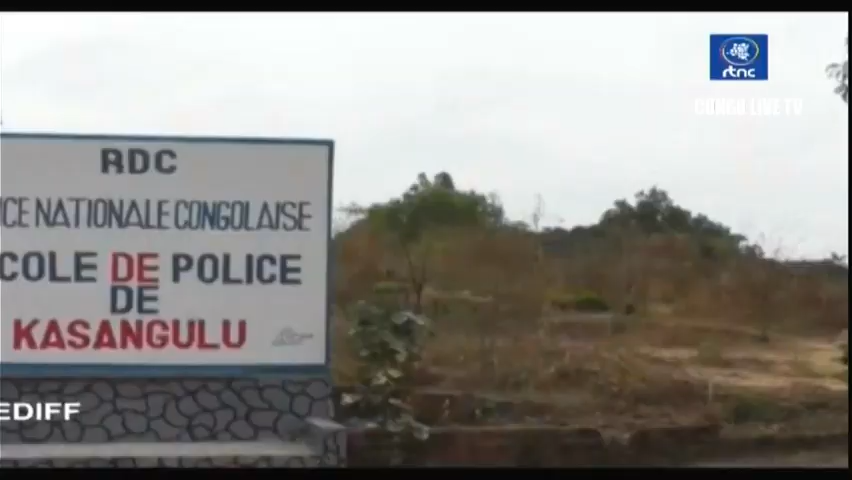 rtnc
CONGO LIVE TV
RDC
ICE NATIONALE CONGOLAISE
COLE DE POLICE
DE
KASANGULU
EDIFF